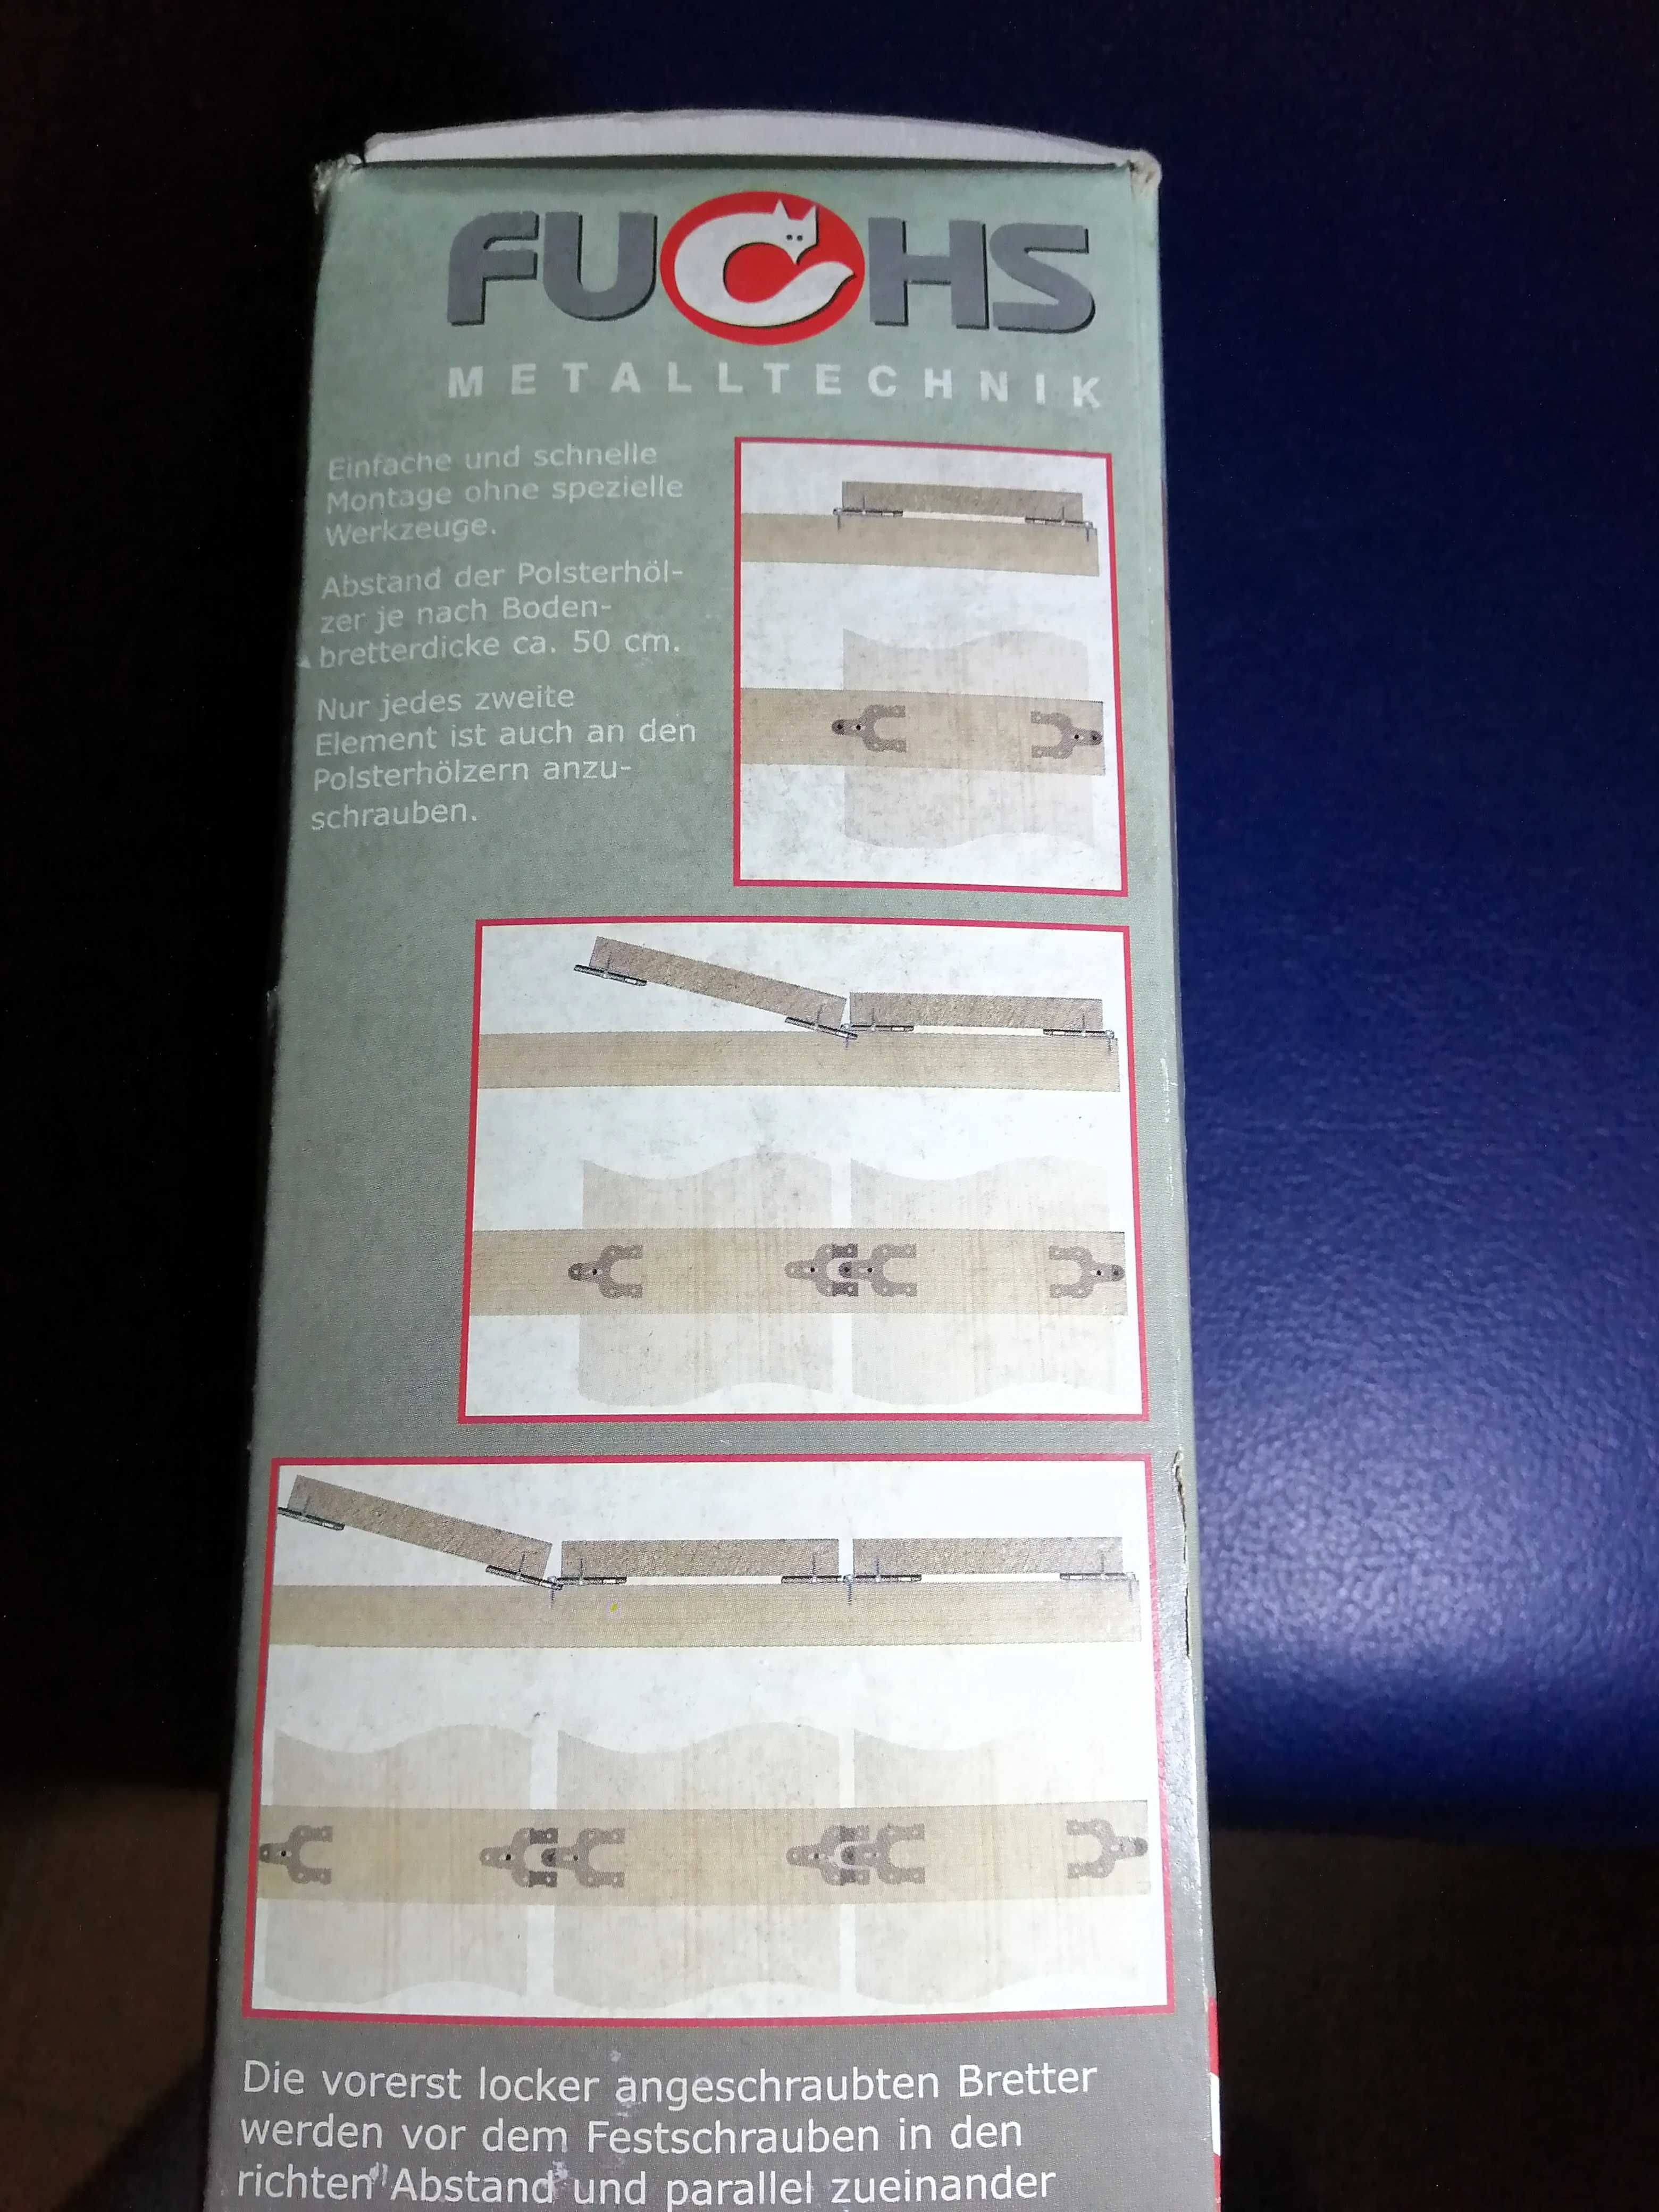 FUCHS
METALLTECHNIK
Einfache und schnelle
Montage ohne spezielle
Werkzeuge.
Abstand der Polsterhöl-
zer je nach Boden-
bretterdicke ca. 50 cm.
Nur jedes zweite
Element ist auch an den
Polsterhölzern anzu-
schrauben.
Die vorerst locker angeschraubten Bretter
werden vor dem Festschrauben in den
richten Abstand und parallel zueinander